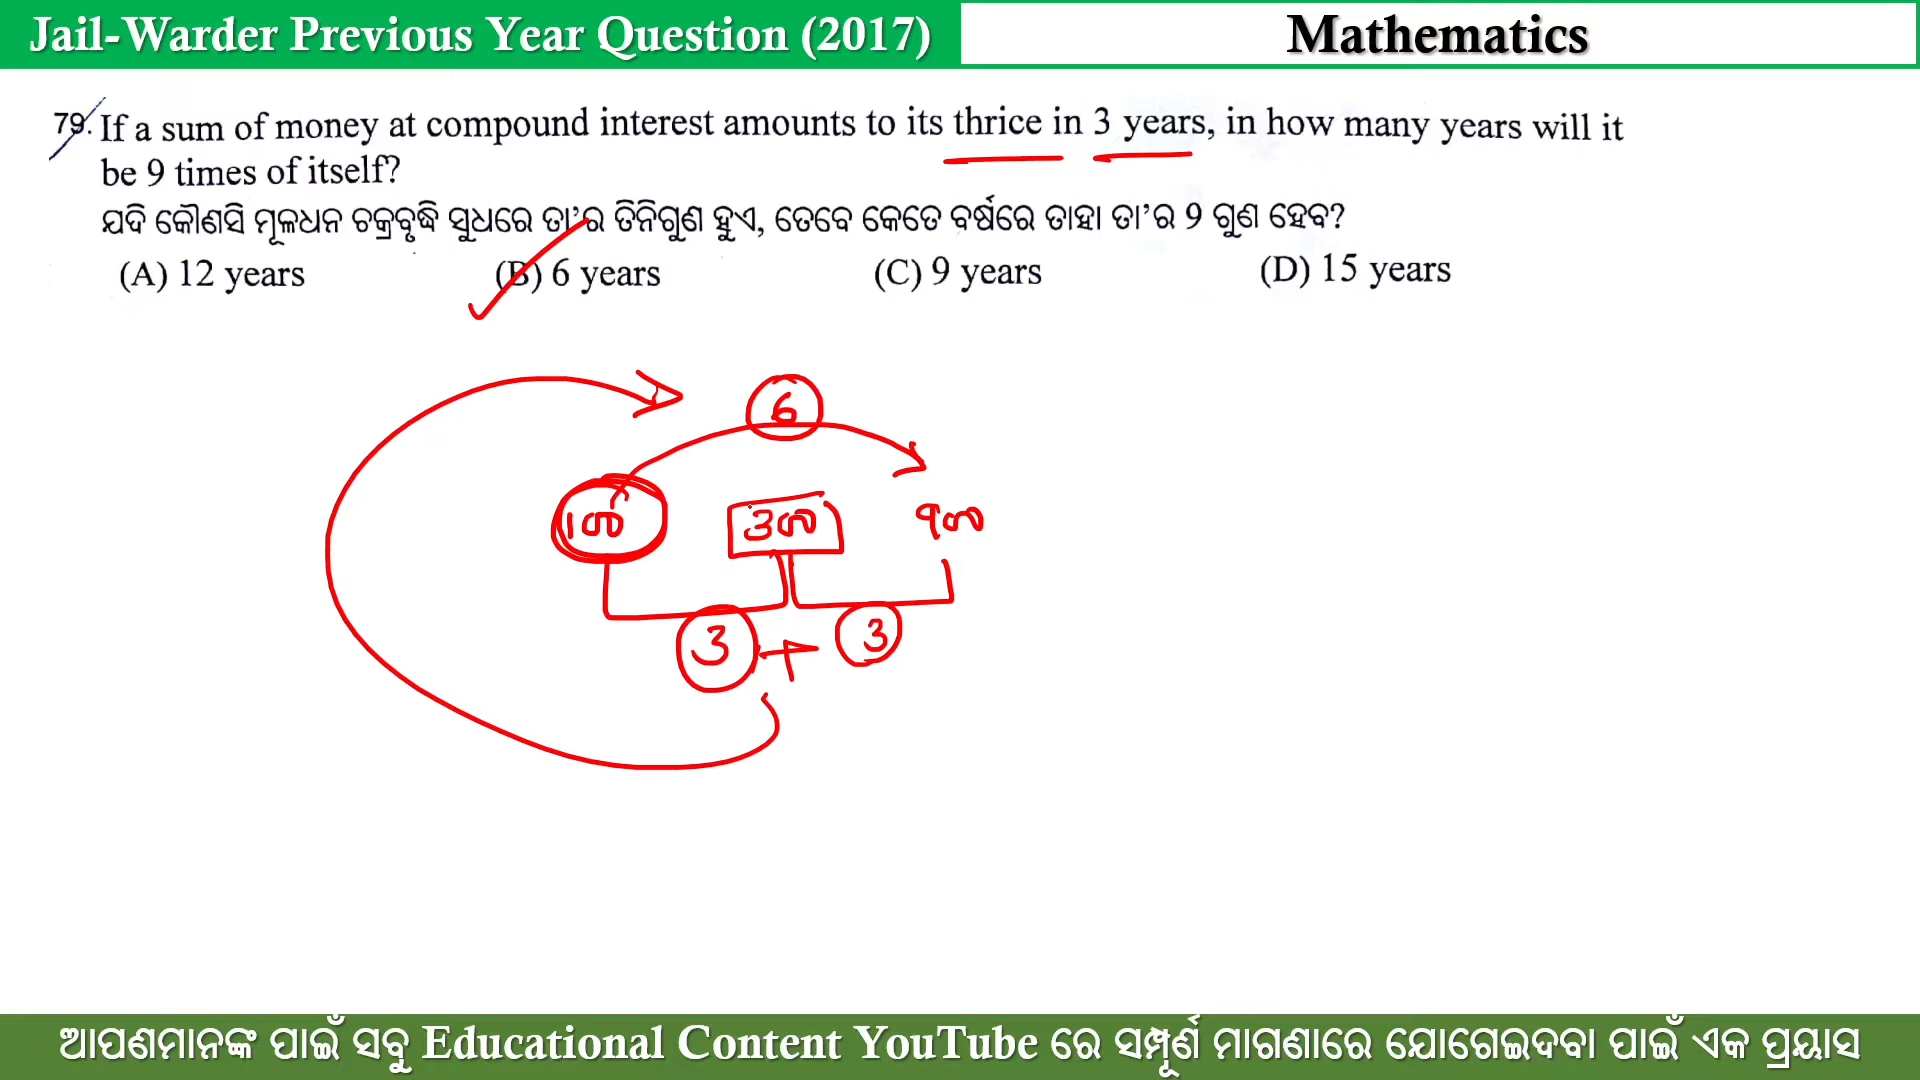 Jail-Warder Previous Year Question (2017)
Mathematics
79. If a sum of money at compound interest amounts to its thrice in 3 years, in how many years will it
be 9 times of itself?
ଯଦି କୌଣସି ମୂଳଧନ ଚକ୍ରବୃଦ୍ଧି ସୁଧରେ ତା’ର ତିନିଗୁଣ ହୁଏ, ତେବେ କେତେ ବର୍ଷରେ ତାହା ତା’ର 9 ଗୁଣ ହେବ?
(A) 12 years (B) 6 years (C) 9 years (D) 15 years
6
3 + 3
ଆପଣମାନଙ୍କ ପାଇଁ ସବୁ Educational Content YouTube ରେ ସମ୍ପୂର୍ଣ ମାଗଣାରେ ଯୋଗେଇଦବା ପାଇଁ ଏକ ପ୍ରୟାସ